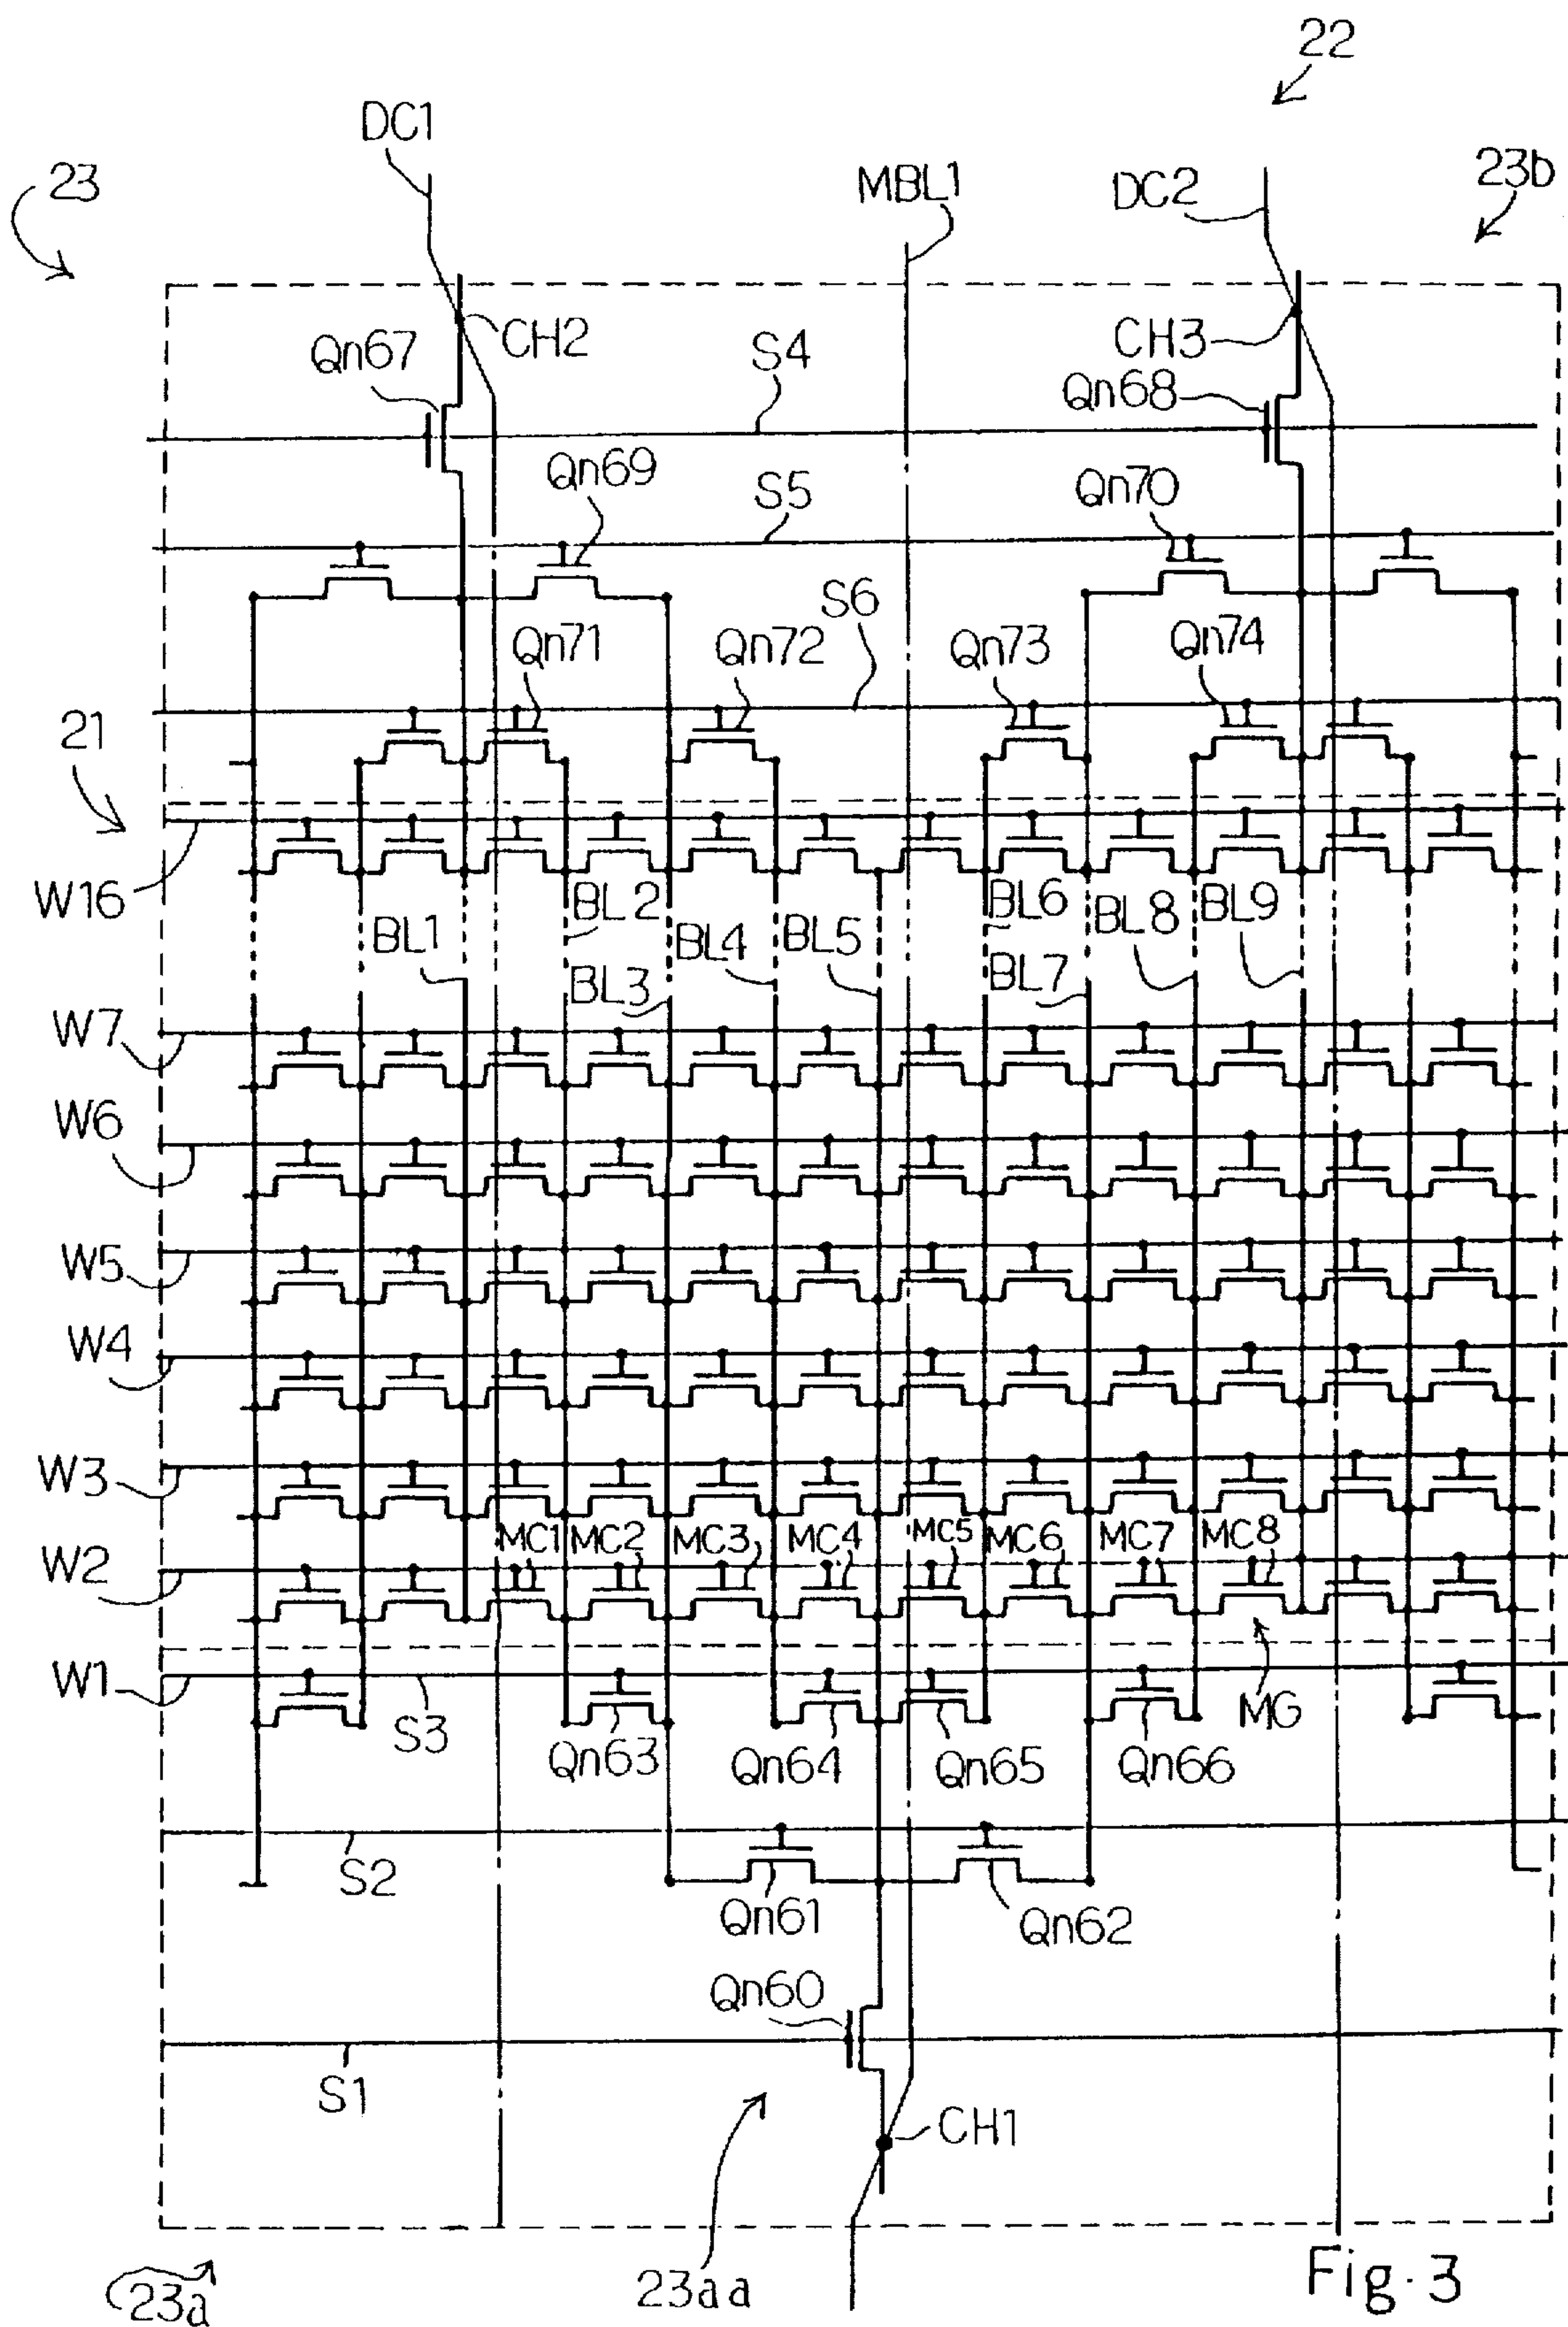 22
DC1
23
MBL1
DC2
23b
CH2
CH3
Qn67
S4
Qn68
Qn69
S5
Qn70
S6
Qn71
Qn72
Qn73
Qn74
21
W16
BL1
BL2
BL3
BL4
BL5
BL6
BL7
BL8
BL9
W7
W6
W5
W4
W3
MC1
MC2
MC3
MC4
MC5
MC6
MC7
MC8
W2
W1
S3
Qn63
Qn64
Qn65
Qn66
MG
S2
Qn61
Qn62
Qn60
S1
CH1
23a
23aa
Fig. 3